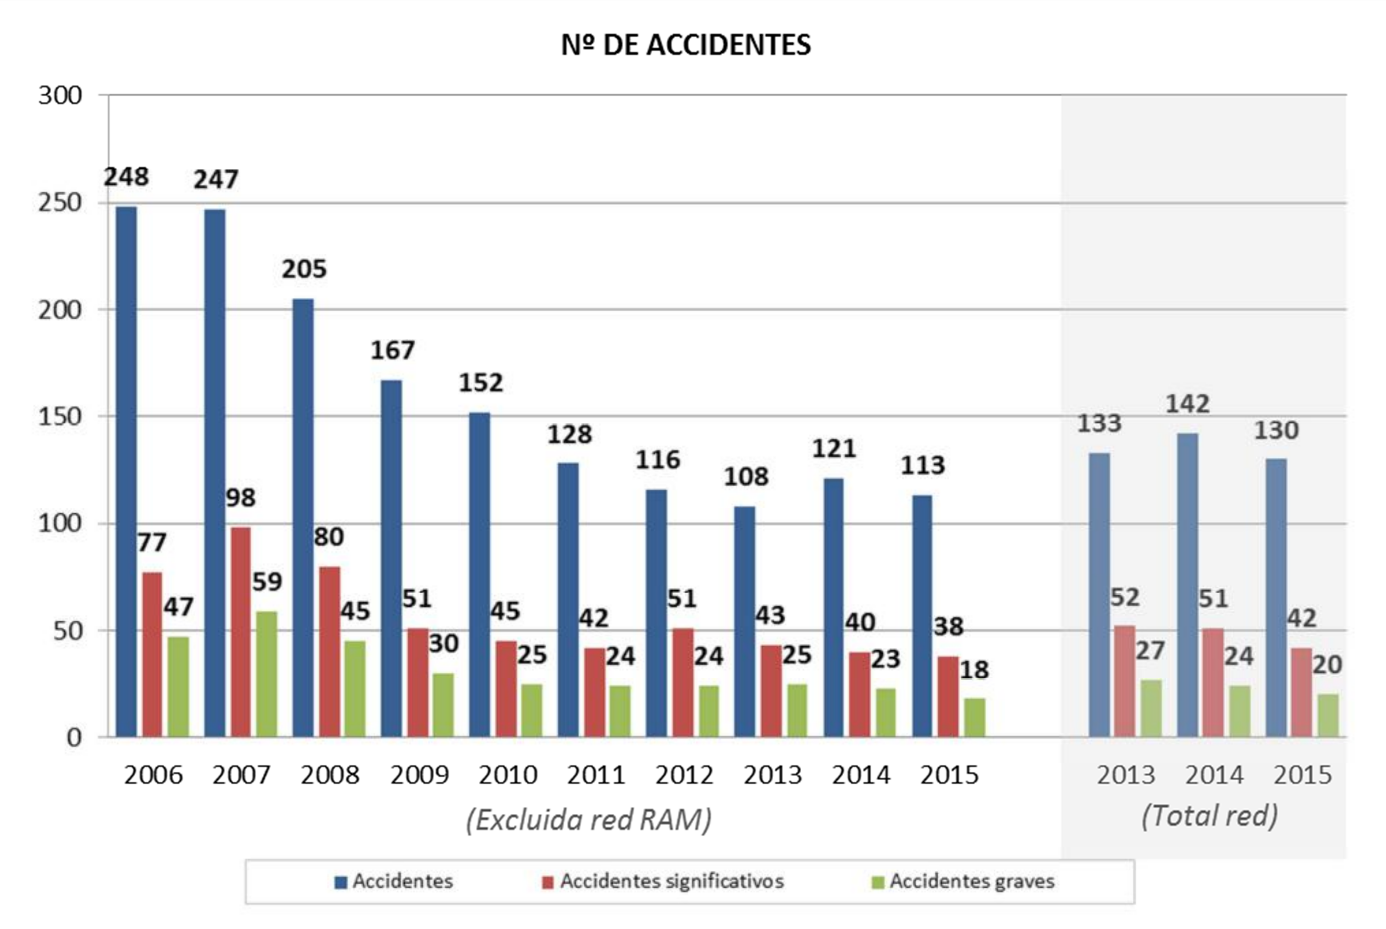 Nº DE ACCIDENTES
300
250
200
150
100
50
0
248 77 47
247 98 59
205 80 45
167 51 30
152 45 25
128 42 24
116 51 24
108 43 25
121 40 23
113 38 18
133 52 27
142 51 24
130 42 20
2006 2007 2008 2009 2010 2011 2012 2013 2014 2015 2013 2014 2015
(Excluida red RAM) (Total red)
Accidentes Accidentes significativos Accidentes graves